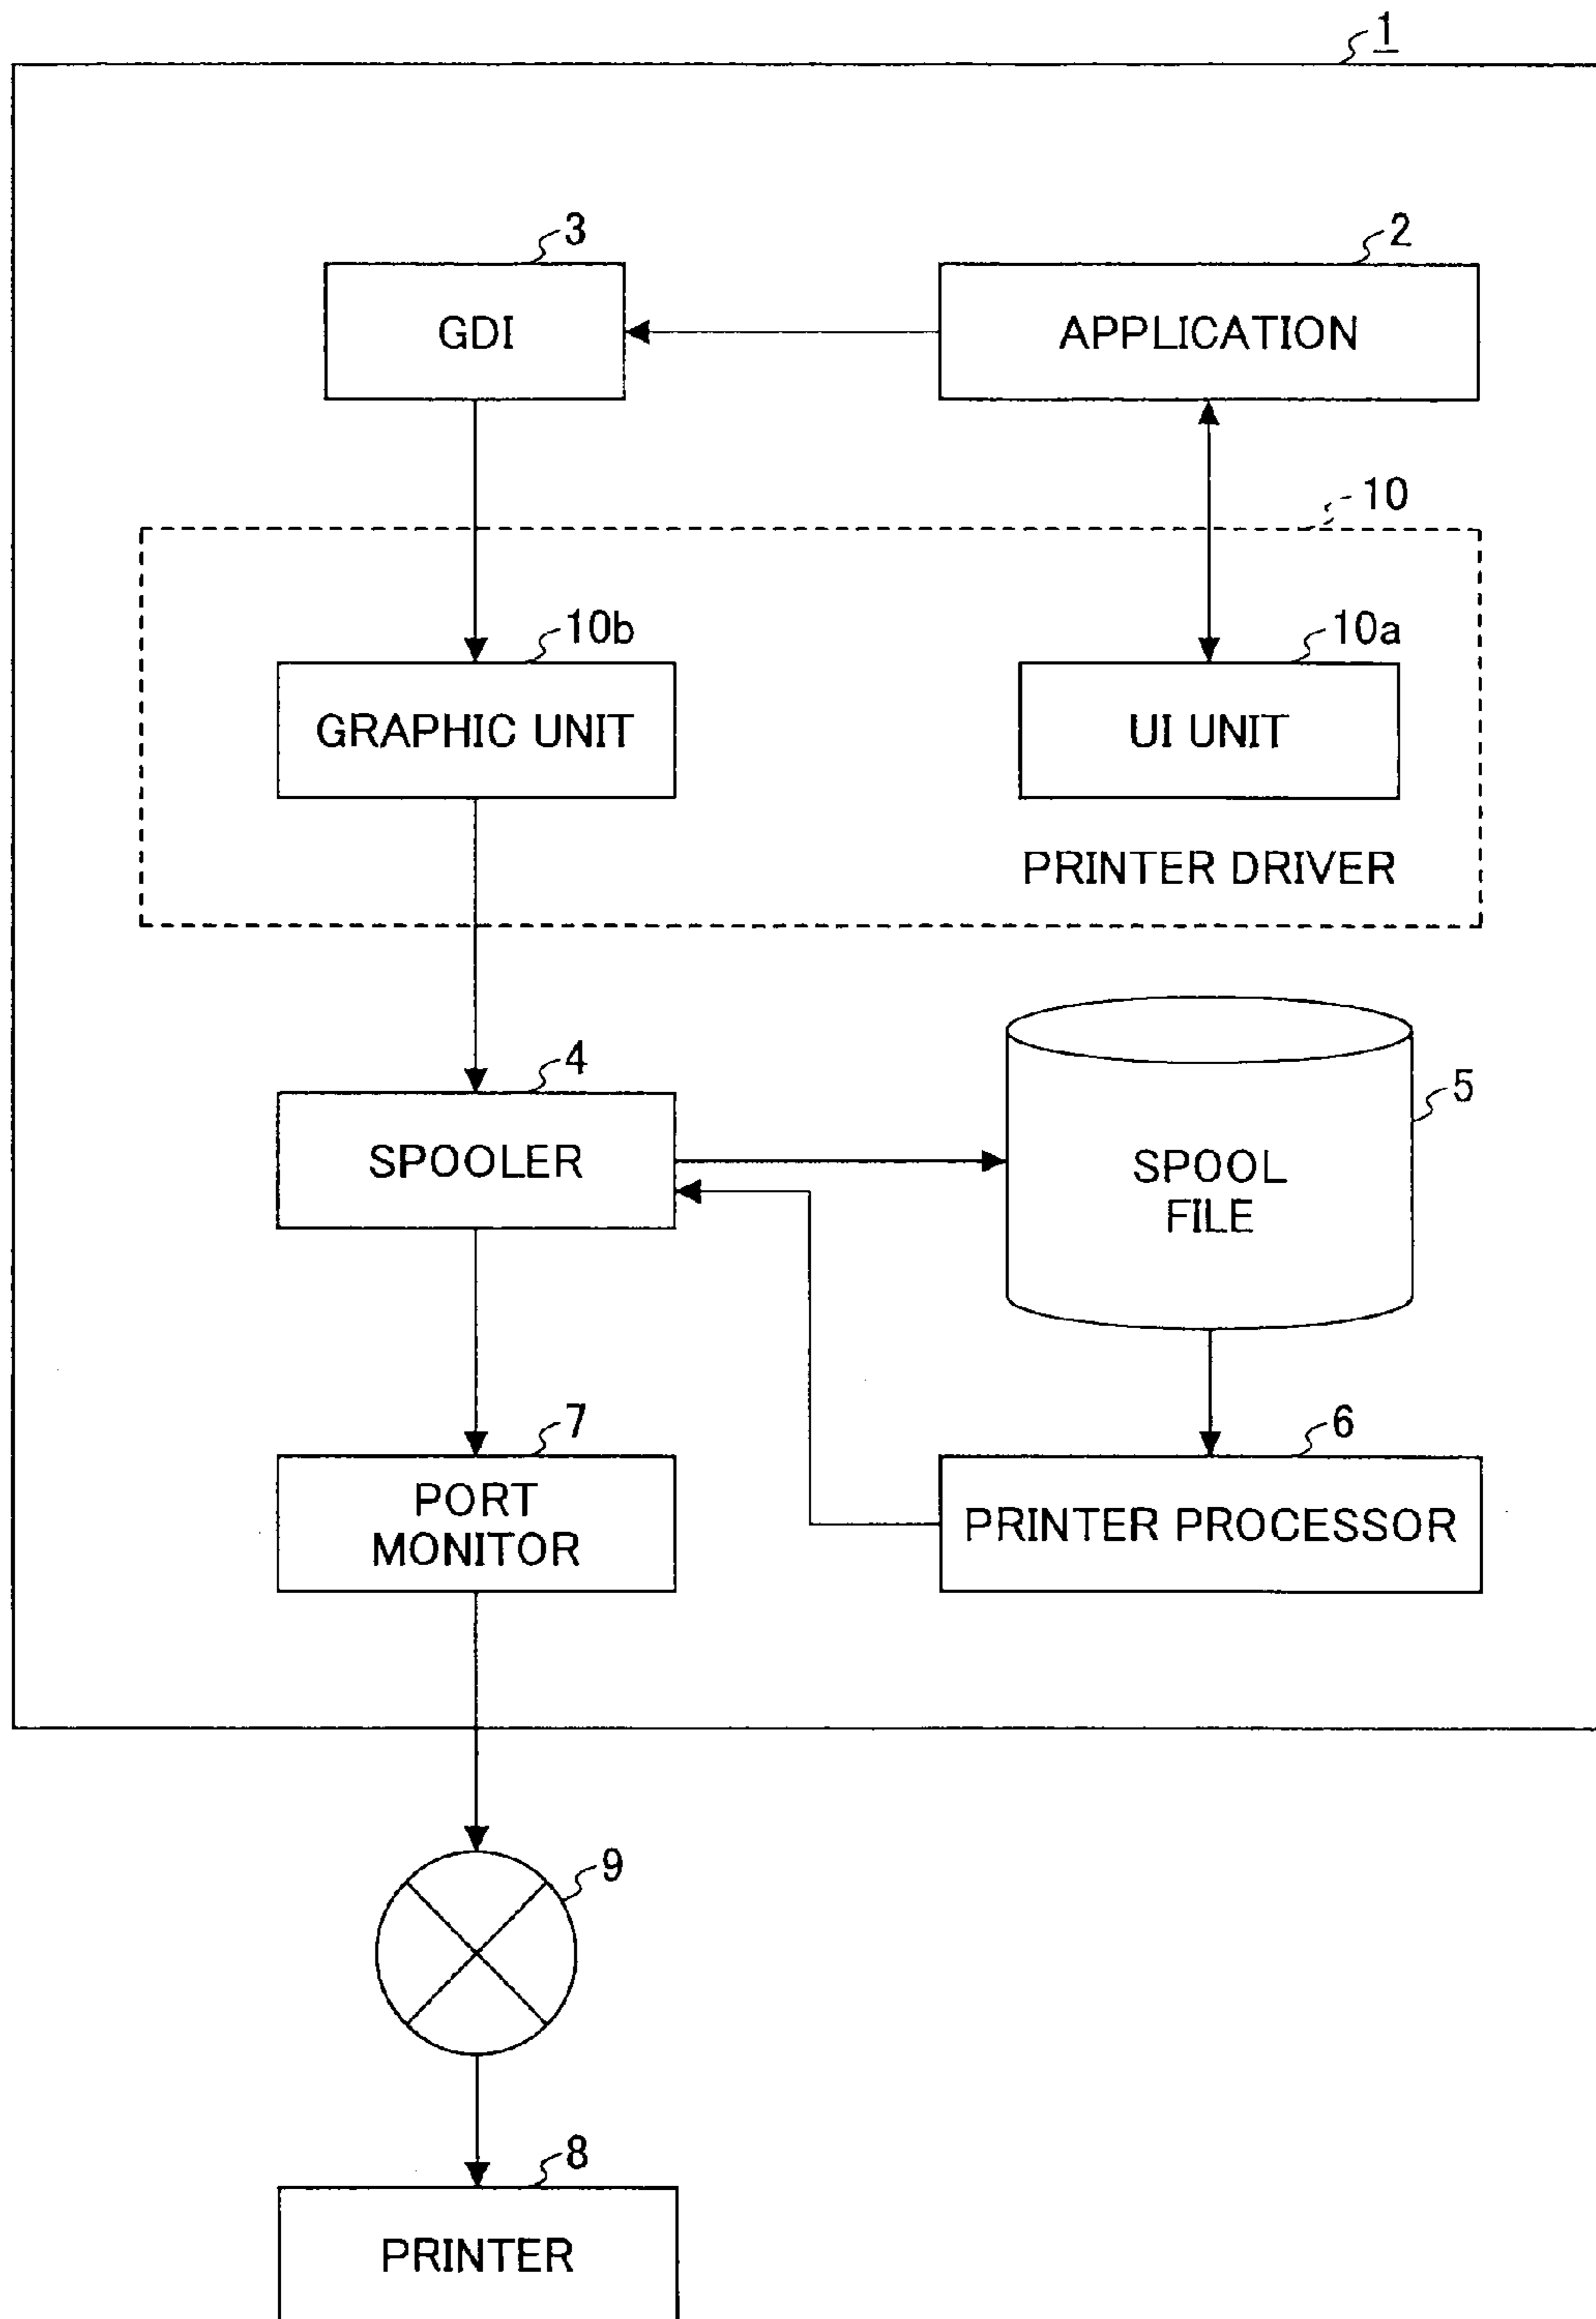 1
3
2
GDI
APPLICATION
10
10b
10a
GRAPHIC UNIT
UI UNIT
PRINTER DRIVER
4
5
SPOOLER
SPOOL
FILE
7
6
PORT
MONITOR
PRINTER PROCESSOR
9
8
PRINTER